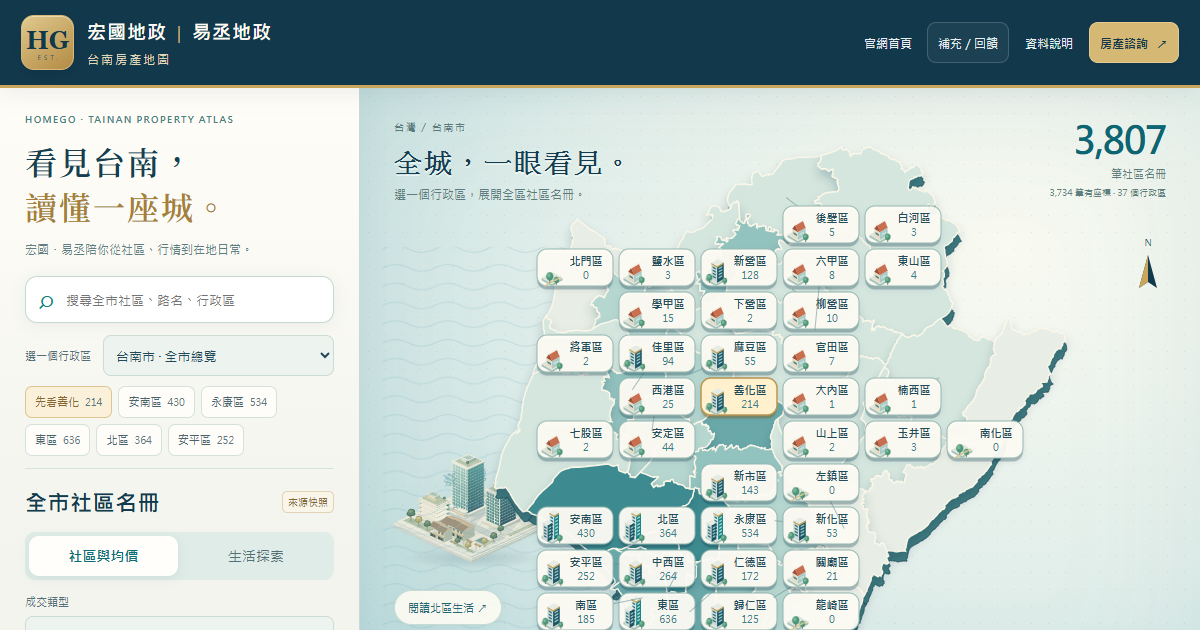 HG
EST.
宏國地政 | 易丞地政
台南房產地圖
官網首頁
補充 / 回饋
資料說明
房產諮詢 ↗
HOMEGO · TAINAN PROPERTY ATLAS
看見台南，
讀懂一座城。
宏國 · 易丞陪你從社區、行情到在地日常。
搜尋全市社區、路名、行政區
選一個行政區
台南市 · 全市總覽
先看善化 214
安南區 430
永康區 534
東區 636
北區 364
安平區 252
全市社區名冊
來源快照
社區與均價
生活探索
成交類型
台灣 / 台南市
全城，一眼看見。
選一個行政區，展開全區社區名冊。
3,807
筆社區名冊
3,734 筆有座標 · 37 個行政區
N
後壁區
5
白河區
3
北門區
0
鹽水區
3
新營區
128
六甲區
8
東山區
4
學甲區
15
下營區
2
柳營區
10
將軍區
2
佳里區
94
麻豆區
55
官田區
7
西港區
25
善化區
214
大內區
1
楠西區
1
七股區
2
安定區
44
山上區
2
玉井區
3
南化區
0
新市區
143
左鎮區
0
安南區
430
北區
364
永康區
534
新化區
53
安平區
252
中西區
264
仁德區
172
關廟區
21
南區
185
東區
636
歸仁區
125
龍崎區
0
閱讀北區生活 ↗